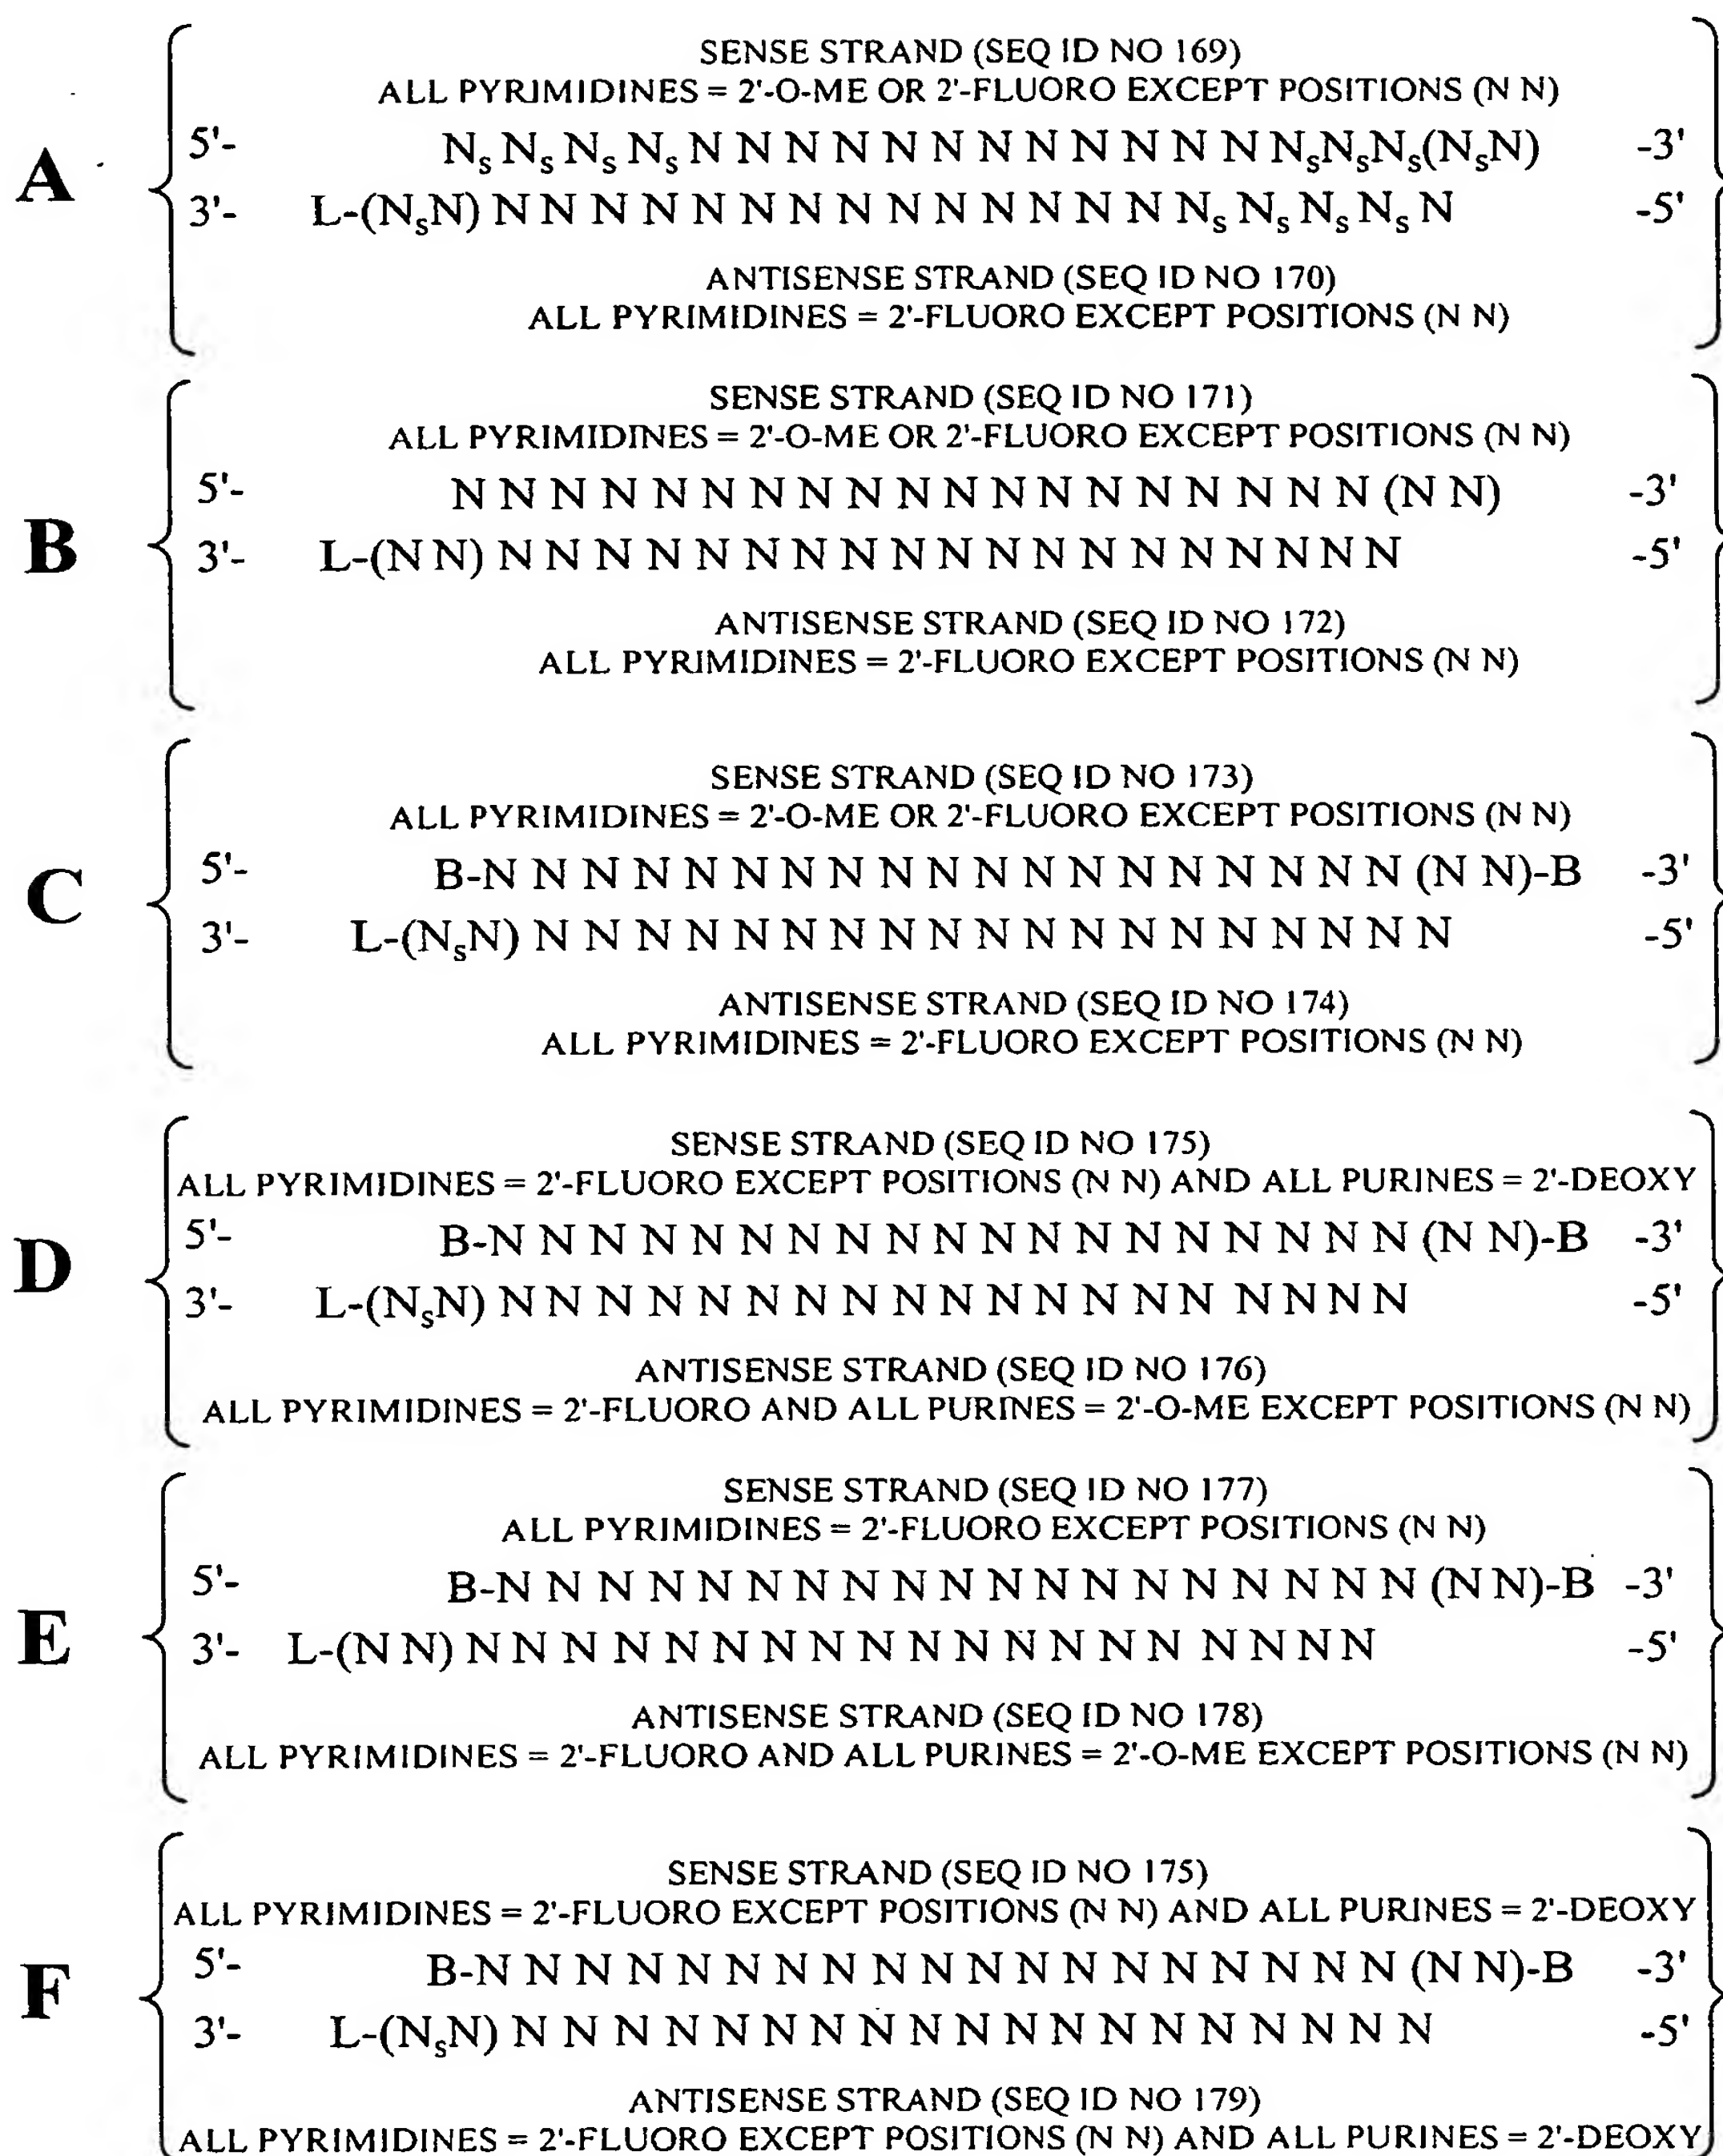 SENSE STRAND (SEQ ID NO 169)
ALL PYRIMIDINES = 2'-O-ME OR 2'-FLUORO EXCEPT POSITIONS (N N)
5'- NsNsNsNsN N N N N N N N N N N N NsNsNs(NsN) -3'
A
3'- L-(NsN) N N N N N N N N N N N N N N NsNsNsNsN -5'
ANTISENSE STRAND (SEQ ID NO 170)
ALL PYRIMIDINES = 2'-FLUORO EXCEPT POSITIONS (N N)
SENSE STRAND (SEQ ID NO 171)
ALL PYRIMIDINES = 2'-O-ME OR 2'-FLUORO EXCEPT POSITIONS (N N)
5'- N N N N N N N N N N N N N N N N N N N (N N) -3'
B
3'- L-(N N) N N N N N N N N N N N N N N N N N N N -5'
ANTISENSE STRAND (SEQ ID NO 172)
ALL PYRIMIDINES = 2'-FLUORO EXCEPT POSITIONS (N N)
SENSE STRAND (SEQ ID NO 173)
ALL PYRIMIDINES = 2'-O-ME OR 2'-FLUORO EXCEPT POSITIONS (N N)
5'- B-N N N N N N N N N N N N N N N N N N N (N N)-B -3'
C
3'- L-(NsN) N N N N N N N N N N N N N N N N N N N -5'
ANTISENSE STRAND (SEQ ID NO 174)
ALL PYRIMIDINES = 2'-FLUORO EXCEPT POSITIONS (N N)
SENSE STRAND (SEQ ID NO 175)
ALL PYRIMIDINES = 2'-FLUORO EXCEPT POSITIONS (N N) AND ALL PURINES = 2'-DEOXY
5'- B-N N N N N N N N N N N N N N N N N N N (N N)-B -3'
D
3'- L-(NsN) N N N N N N N N N N N N N N N N N N N -5'
ANTISENSE STRAND (SEQ ID NO 176)
ALL PYRIMIDINES = 2'-FLUORO AND ALL PURINES = 2'-O-ME EXCEPT POSITIONS (N N)
SENSE STRAND (SEQ ID NO 177)
ALL PYRIMIDINES = 2'-FLUORO EXCEPT POSITIONS (N N)
5'- B-N N N N N N N N N N N N N N N N N N N (N N)-B -3'
E
3'- L-(N N) N N N N N N N N N N N N N N N N N N N -5'
ANTISENSE STRAND (SEQ ID NO 178)
ALL PYRIMIDINES = 2'-FLUORO AND ALL PURINES = 2'-O-ME EXCEPT POSITIONS (N N)
SENSE STRAND (SEQ ID NO 175)
ALL PYRIMIDINES = 2'-FLUORO EXCEPT POSITIONS (N N) AND ALL PURINES = 2'-DEOXY
5'- B-N N N N N N N N N N N N N N N N N N N (N N)-B -3'
F
3'- L-(NsN) N N N N N N N N N N N N N N N N N N N -5'
ANTISENSE STRAND (SEQ ID NO 179)
ALL PYRIMIDINES = 2'-FLUORO EXCEPT POSITIONS (N N) AND ALL PURINES = 2'-DEOXY